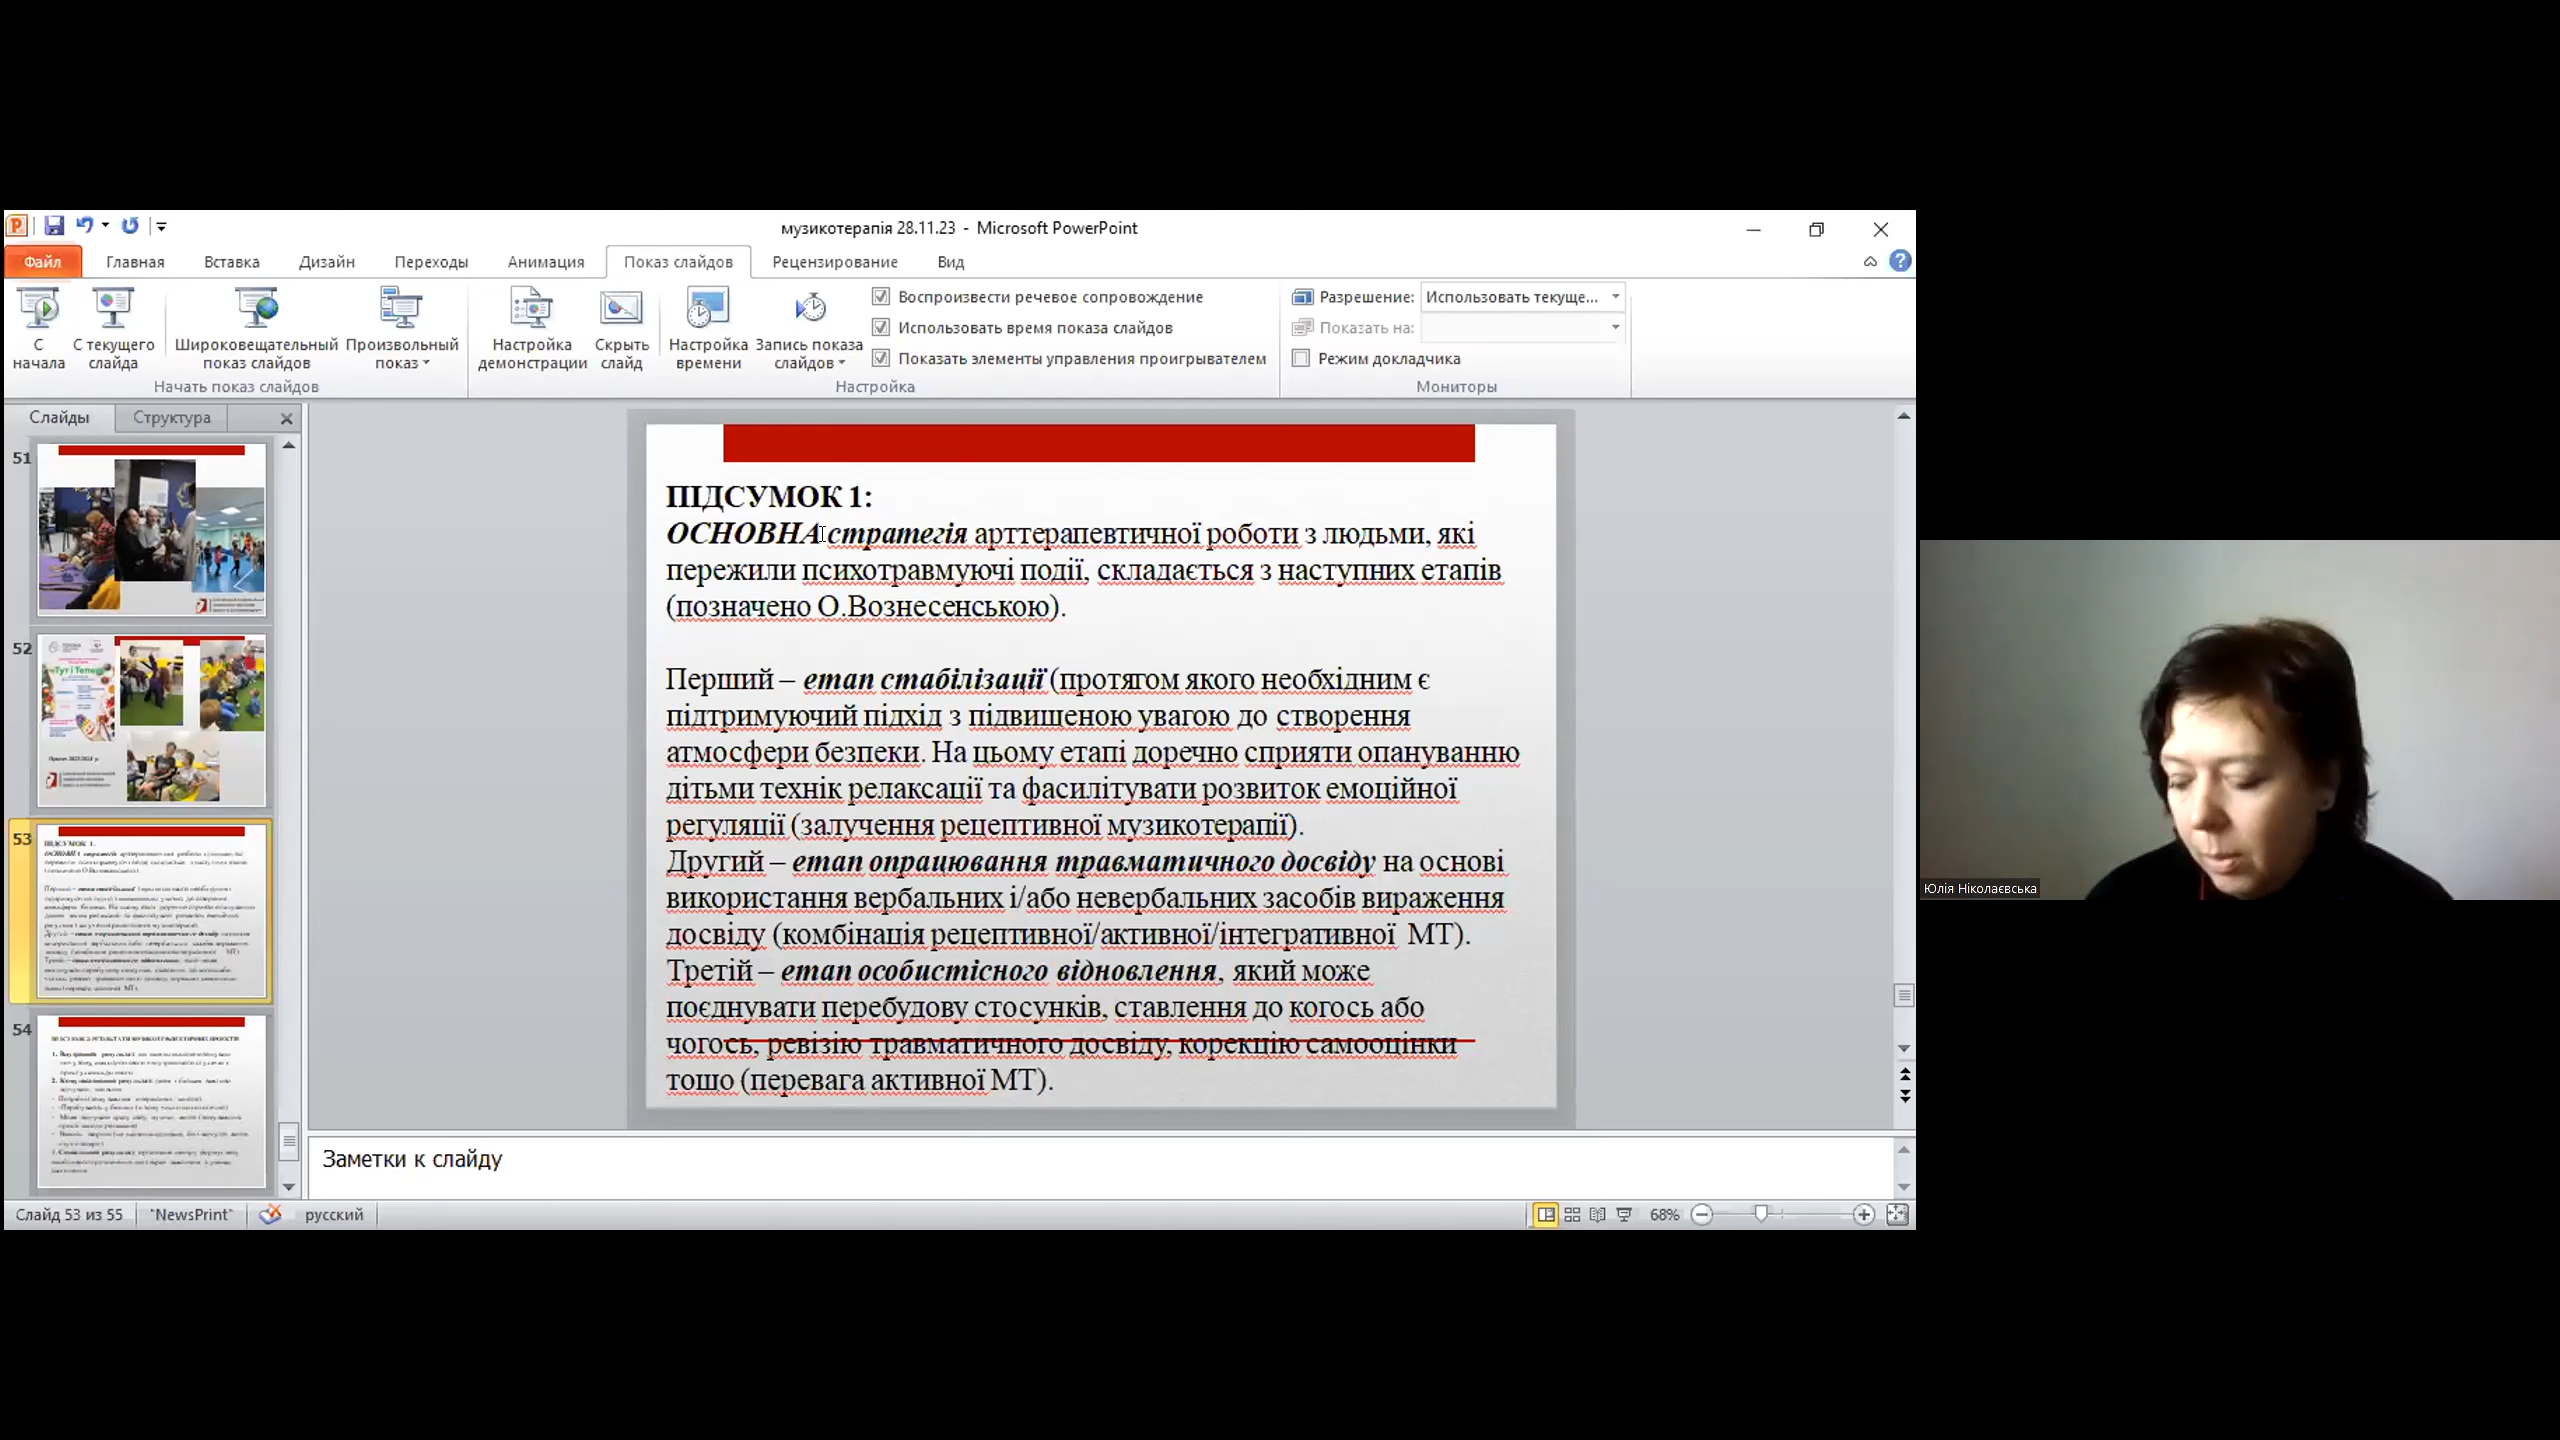 музикотерапія 28.11.23 - Microsoft PowerPoint
Файл Главная Вставка Дизайн Переходы Анимация Показ слайдов Рецензирование Вид
С начала
С текущего слайда
Широковещательный показ слайдов
Произвольный показ
Начать показ слайдов
Настройка демонстрации
Скрыть слайд
Настройка времени
Запись показа слайдов
Воспроизвести речевое сопровождение
Использовать время показа слайдов
Показать элементы управления проигрывателем
Настройка
Разрешение: Использовать текуще...
Показать на:
Режим докладчика
Мониторы
Слайды Структура
51
52
«Тут і Тепер»
53
54
ПІДСУМОК 1:
ОСНОВНА стратегія арттерапевтичної роботи з людьми, які
пережили психотравмуючі події, складається з наступних етапів
(позначено О.Вознесенською).
Перший – етап стабілізації (протягом якого необхідним є
підтримуючий підхід з підвищеною увагою до створення
атмосфери безпеки. На цьому етапі доречно сприяти опануванню
дітьми технік релаксації та фасилітувати розвиток емоційної
регуляції (залучення рецептивної музикотерапії).
Другий – етап опрацювання травматичного досвіду на основі
використання вербальних і/або невербальних засобів вираження
досвіду (комбінація рецептивної/активної/інтегративної МТ).
Третій – етап особистісного відновлення, який може
поєднувати перебудову стосунків, ставлення до когось або
чогось, ревізію травматичного досвіду, корекцію самооцінки
тощо (перевага активної МТ).
Заметки к слайду
Слайд 53 из 55 "NewsPrint" русский 68%
Юлія Ніколаєвська